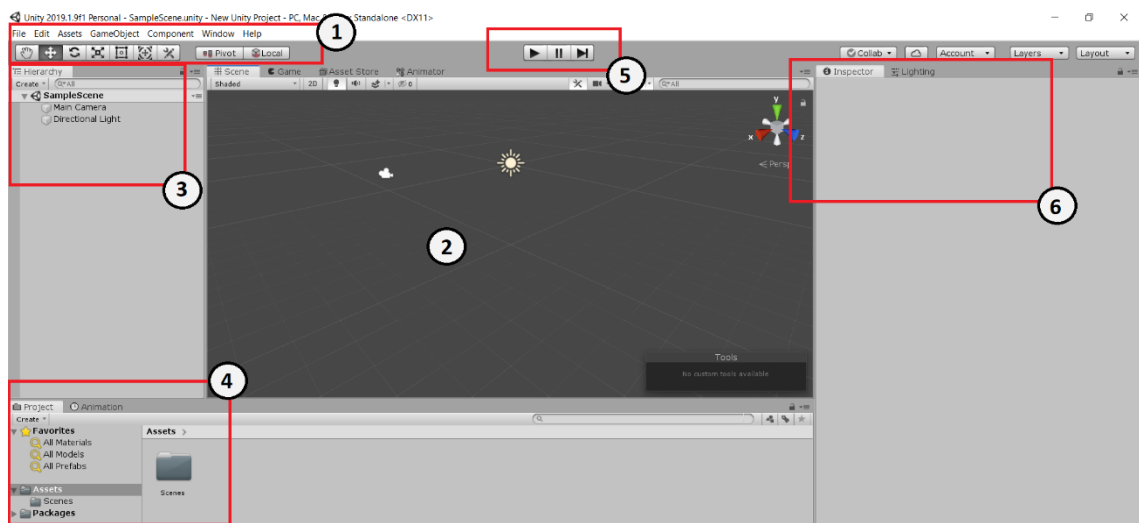 Unity 2019.1.9f1 Personal - SampleScene.unity - New Unity Project - PC, Mac Standalone <DX11>
File Edit Assets GameObject Component Window Help
1
Pivot Local
5
Collab Account Layers Layout
Hierarchy
Scene Game Asset Store Animator
Inspector Lighting
Create All
Shaded 2D 0
All
SampleScene
Main Camera
Directional Light
y
x z
Persp
3
6
2
Tools
No custom tools available
4
Project Animation
Create
Favorites
Assets >
All Materials
All Models
All Prefabs
Assets
Scenes
Scenes
Packages